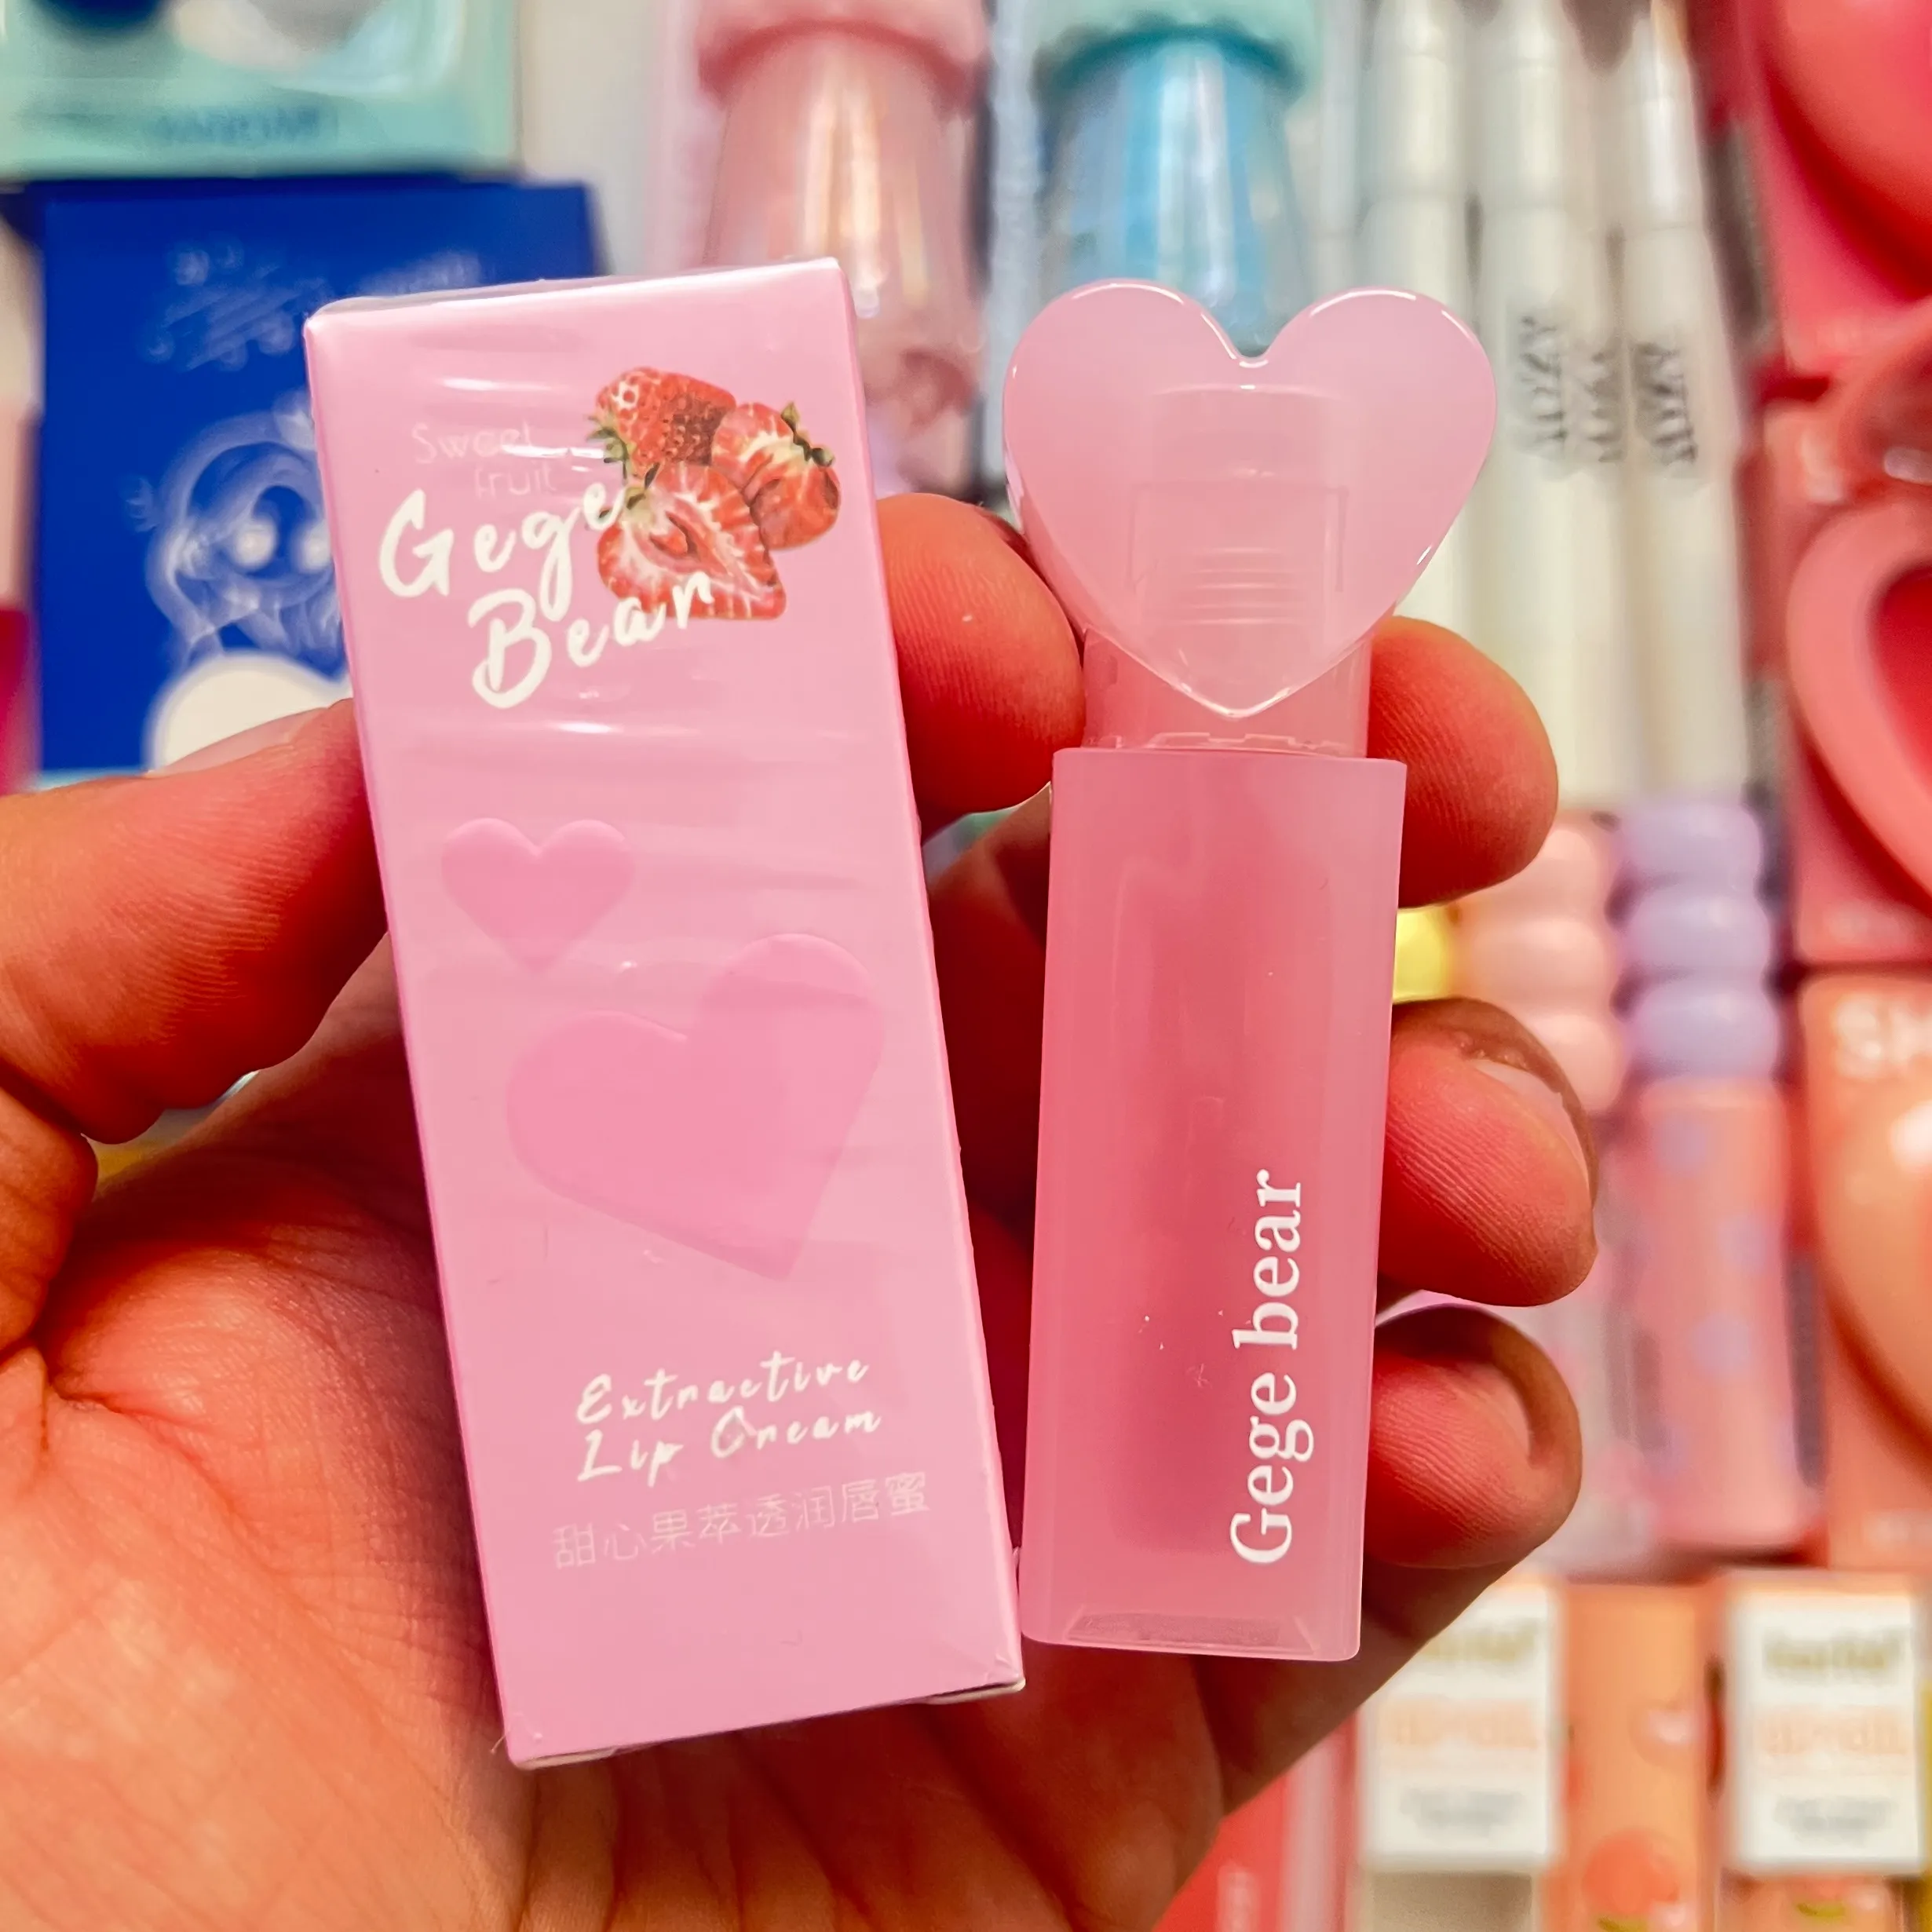 Sweet
fruit
Gege
Bear
Extractive
Lip Cream
甜心果萃透润唇蜜
Gege bear